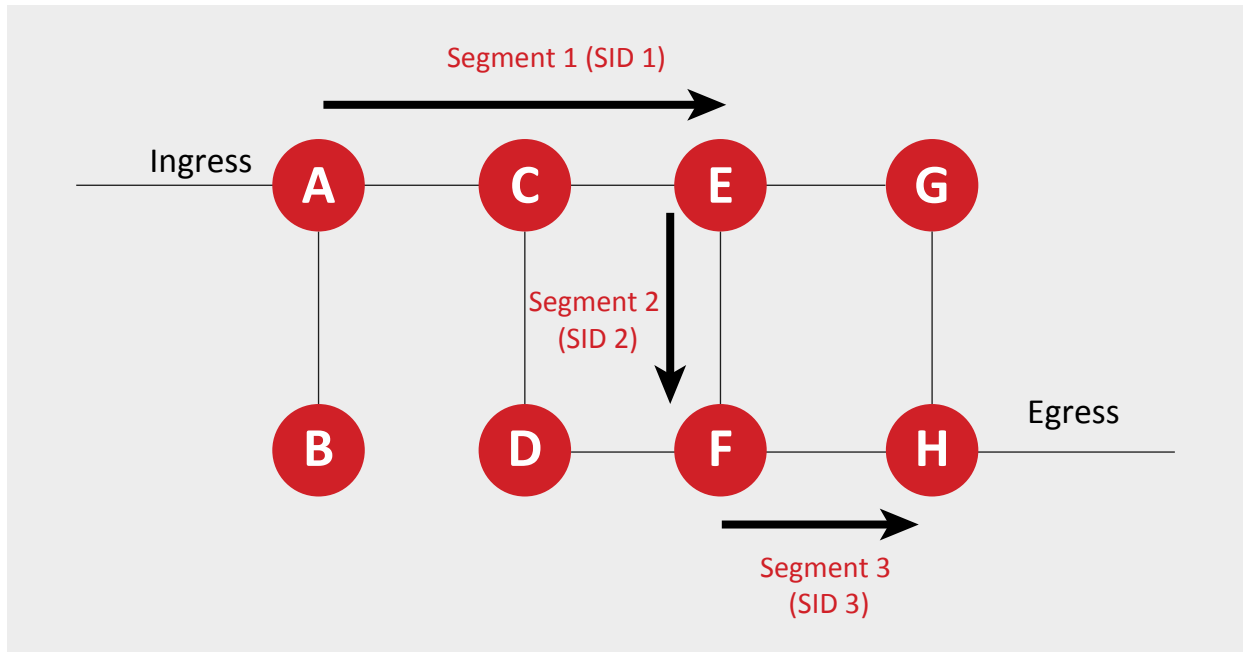 Segment 1 (SID 1)
Ingress
A
C
E
G
Segment 2
(SID 2)
B
D
F
H
Egress
Segment 3
(SID 3)